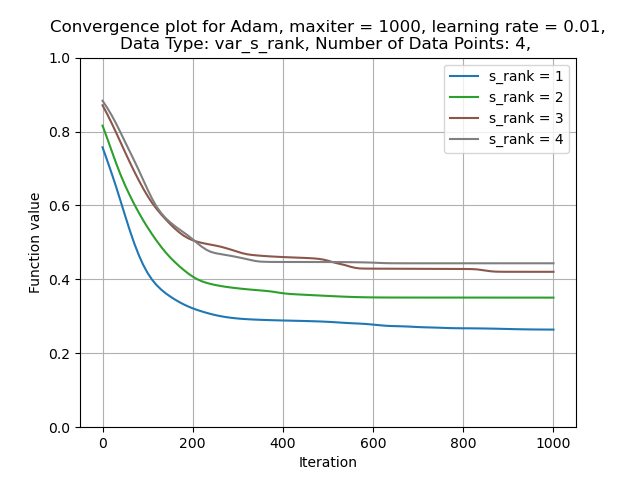 Convergence plot for Adam, maxiter = 1000, learning rate = 0.01,
Data Type: var_s_rank, Number of Data Points: 4,
1.0
0.8
0.6
0.4
0.2
0.0
Function value
s_rank = 1
s_rank = 2
s_rank = 3
s_rank = 4
0 200 400 600 800 1000
Iteration